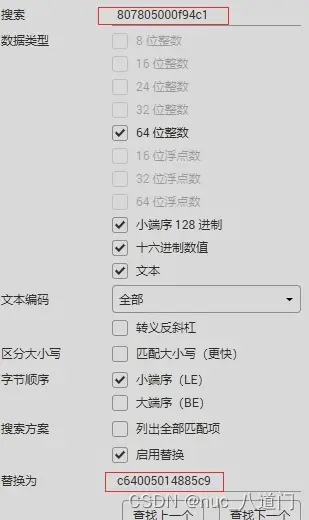 搜索 807805000f94c1
数据类型 8 位整数
16 位整数
24 位整数
32 位整数
64 位整数
16 位浮点数
32 位浮点数
64 位浮点数
小端序 128 进制
十六进制数值
文本
文本编码 全部
转义反斜杠
区分大小写 匹配大小写（更快）
字节顺序 小端序（LE）
大端序（BE）
搜索方案 列出全部匹配项
启用替换
替换为 c64005014885c9
CSDN @nuc_八道门
查找上一个 查找下一个